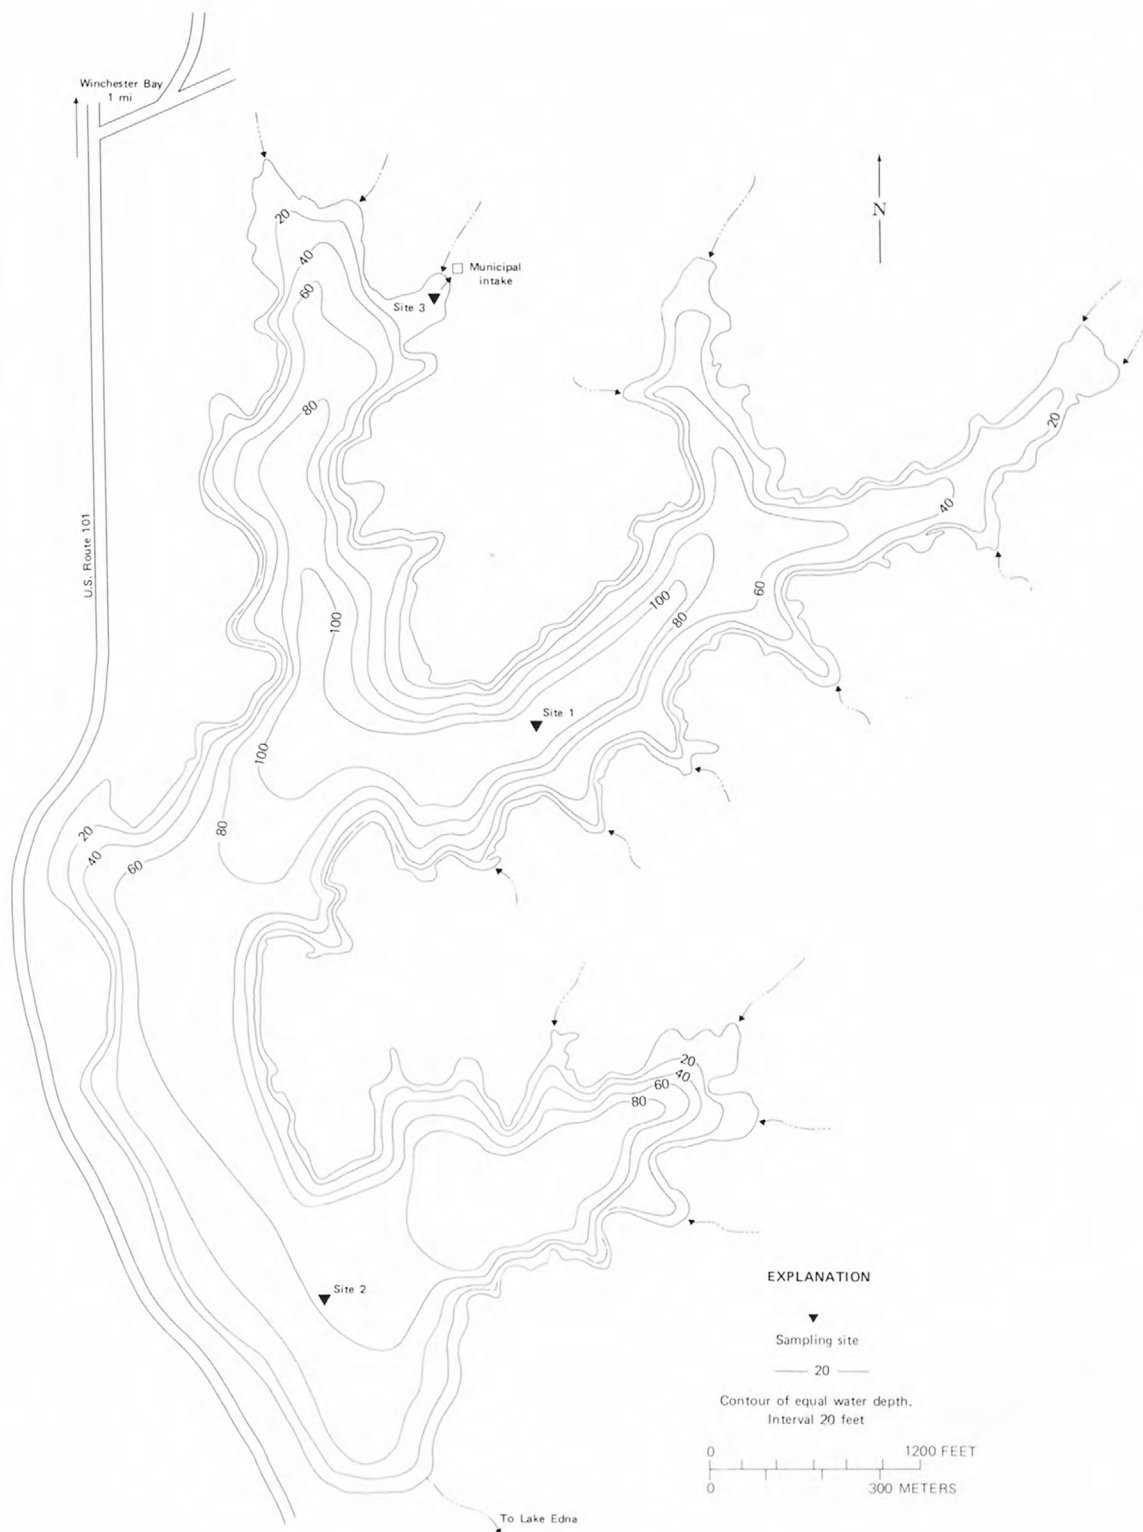 Winchester Bay
1 mi
N
20
40
60
Municipal
intake
Site 3
80
20
40
U.S. Route 101
60
100
100
80
Site 1
100
80
20
40
60
20
40
60
80
Site 2
EXPLANATION
Sampling site
20
Contour of equal water depth.
Interval 20 feet
0 1200 FEET
0 300 METERS
To Lake Edna